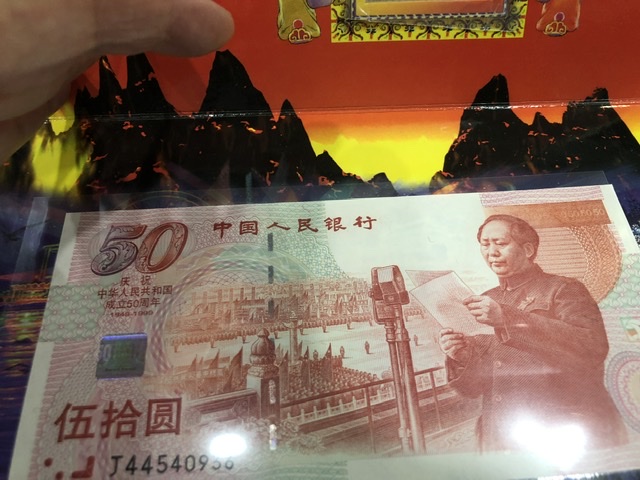 50
中国人民银行
庆祝
中华人民共和国
成立50周年
1949-1999
伍拾圆
J44540956